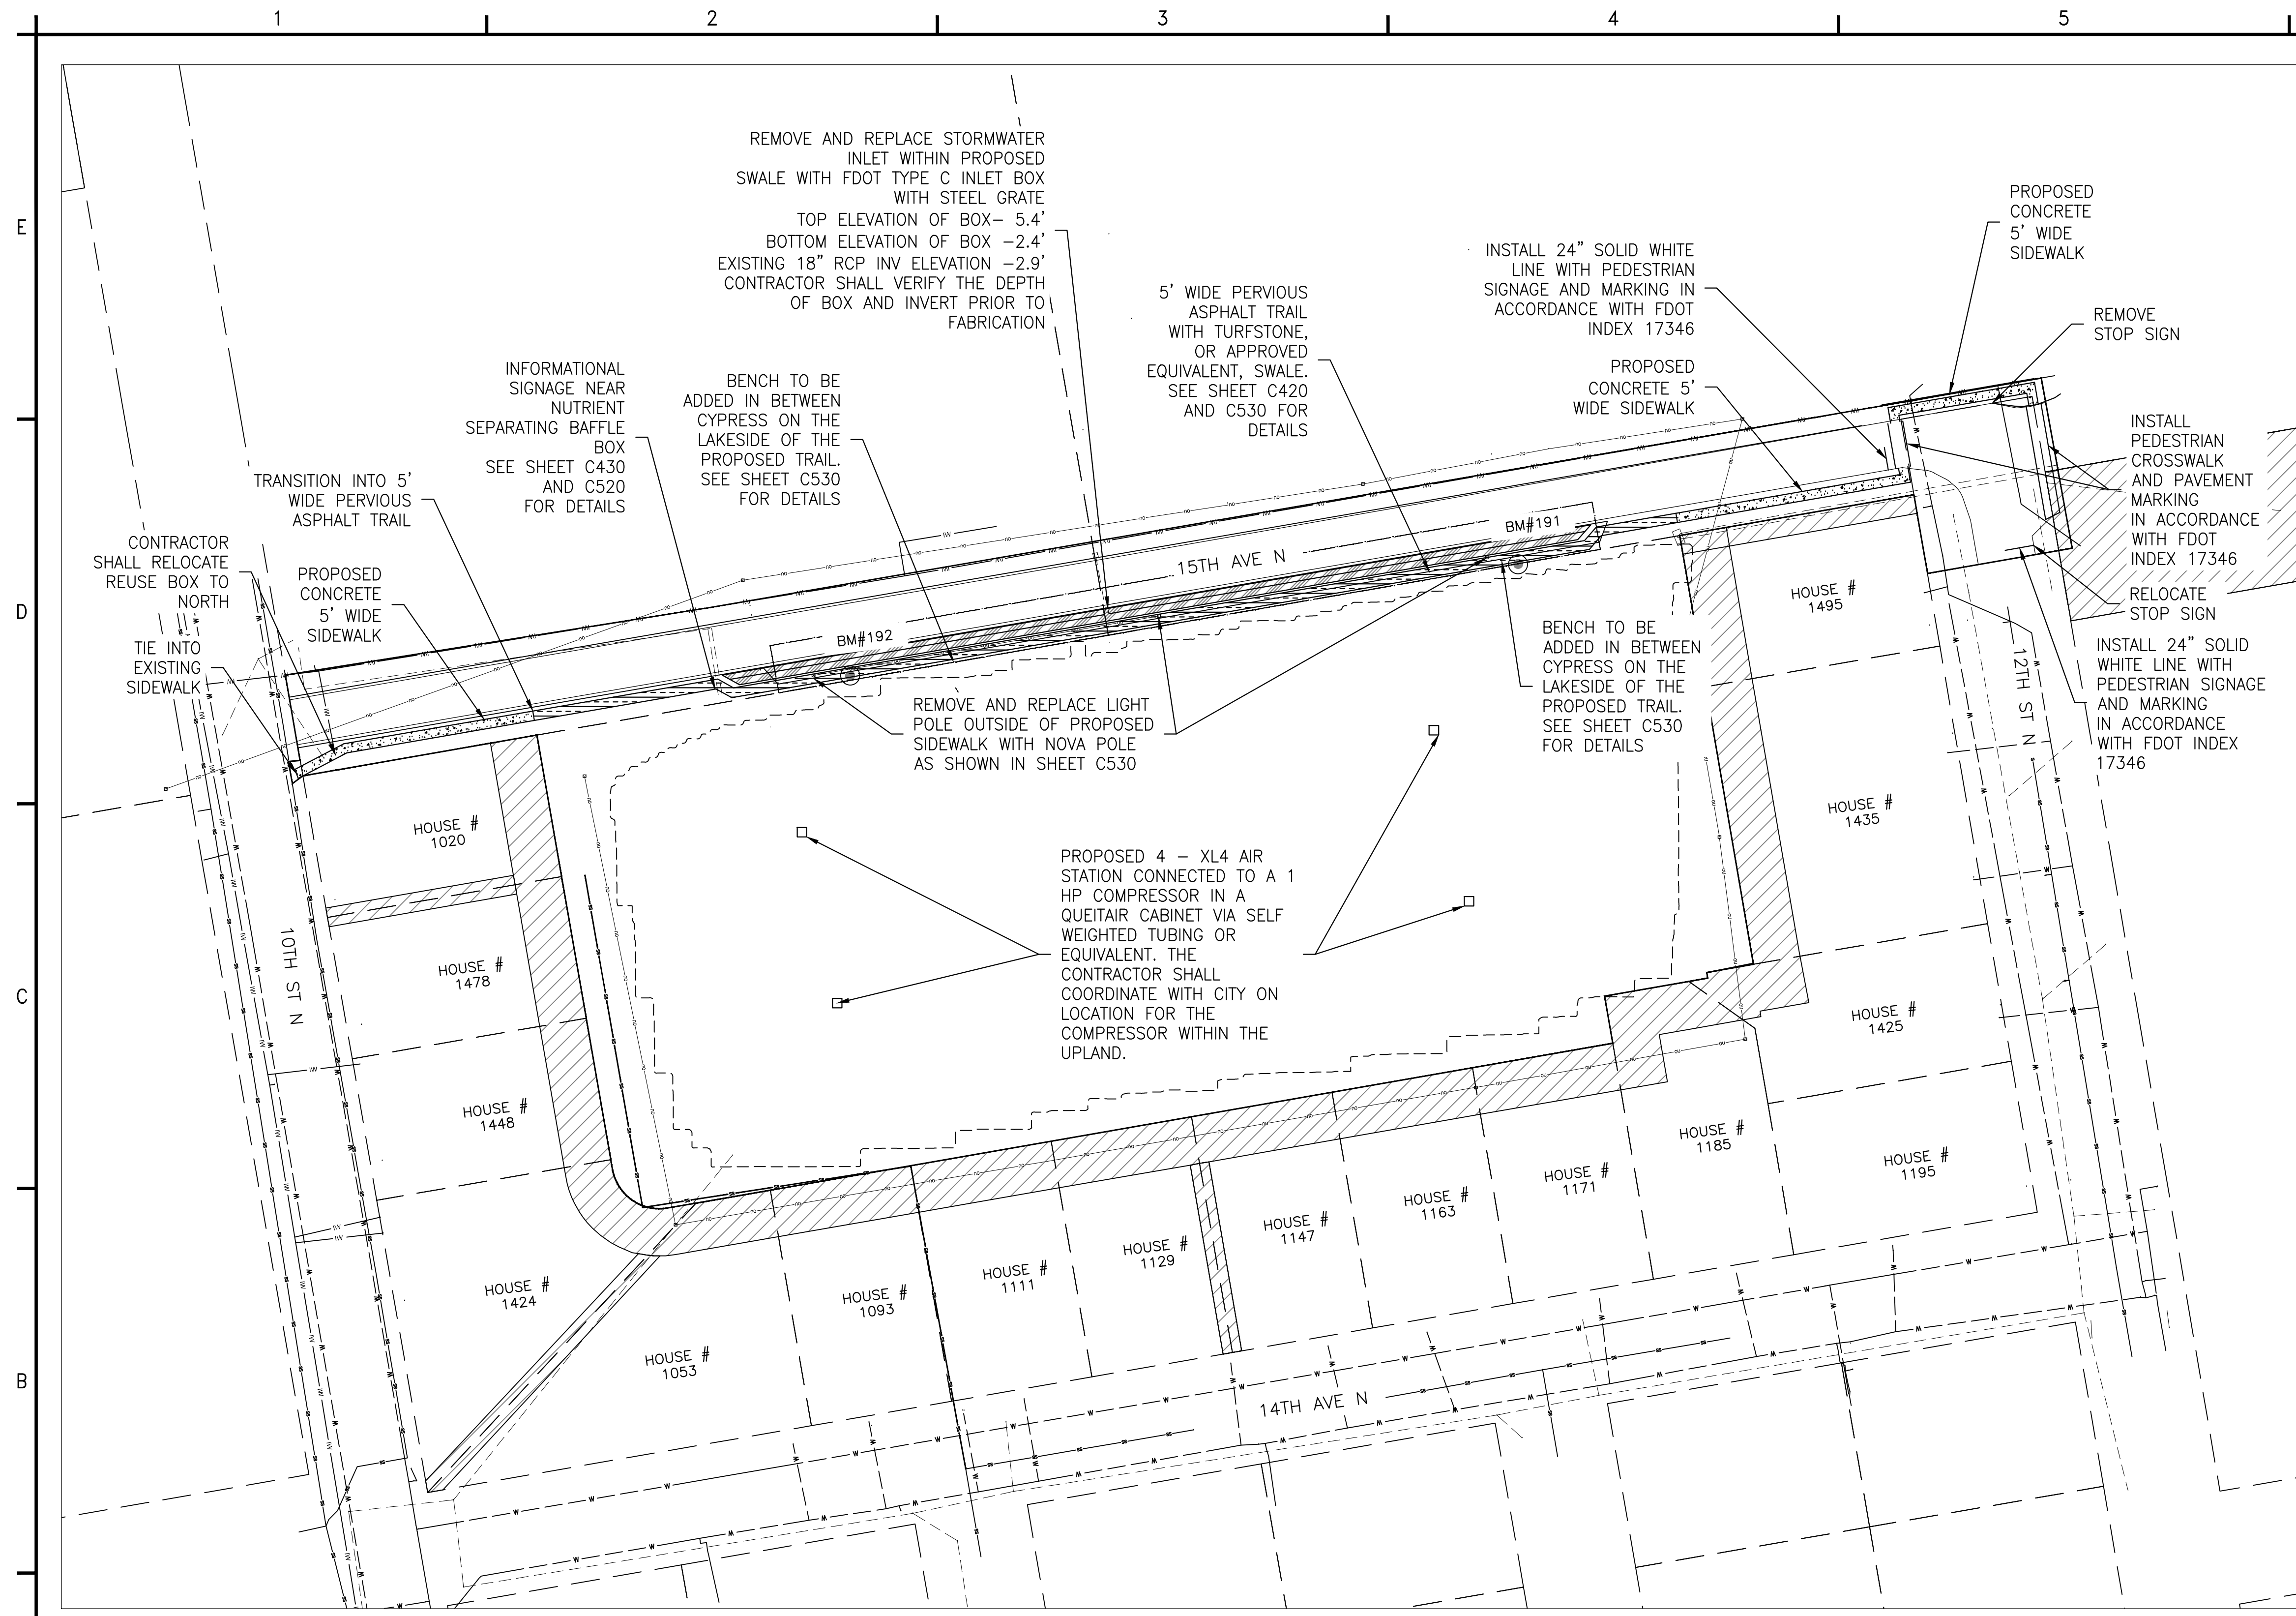 1
2
3
4
5
E
D
C
B
REMOVE AND REPLACE STORMWATER
INLET WITHIN PROPOSED
SWALE WITH FDOT TYPE C INLET BOX
WITH STEEL GRATE
TOP ELEVATION OF BOX– 5.4'
BOTTOM ELEVATION OF BOX –2.4'
EXISTING 18" RCP INV ELEVATION –2.9'
CONTRACTOR SHALL VERIFY THE DEPTH
OF BOX AND INVERT PRIOR TO
FABRICATION
PROPOSED
CONCRETE
5' WIDE
SIDEWALK
INSTALL 24" SOLID WHITE
LINE WITH PEDESTRIAN
SIGNAGE AND MARKING IN
ACCORDANCE WITH FDOT
INDEX 17346
5' WIDE PERVIOUS
ASPHALT TRAIL
WITH TURFSTONE,
OR APPROVED
EQUIVALENT, SWALE.
SEE SHEET C420
AND C530 FOR
DETAILS
REMOVE
STOP SIGN
PROPOSED
CONCRETE 5'
WIDE SIDEWALK
INFORMATIONAL
SIGNAGE NEAR
NUTRIENT
SEPARATING BAFFLE
BOX
SEE SHEET C430
AND C520
FOR DETAILS
BENCH TO BE
ADDED IN BETWEEN
CYPRESS ON THE
LAKESIDE OF THE
PROPOSED TRAIL.
SEE SHEET C530
FOR DETAILS
INSTALL
PEDESTRIAN
CROSSWALK
AND PAVEMENT
MARKING
IN ACCORDANCE
WITH FDOT
INDEX 17346
TRANSITION INTO 5'
WIDE PERVIOUS
ASPHALT TRAIL
CONTRACTOR
SHALL RELOCATE
REUSE BOX TO
NORTH
PROPOSED
CONCRETE
5' WIDE
SIDEWALK
TIE INTO
EXISTING
SIDEWALK
BM#191
15TH AVE N
BM#192
RELOCATE
STOP SIGN
HOUSE #
1495
BENCH TO BE
ADDED IN BETWEEN
CYPRESS ON THE
LAKESIDE OF THE
PROPOSED TRAIL.
SEE SHEET C530
FOR DETAILS
INSTALL 24" SOLID
WHITE LINE WITH
PEDESTRIAN SIGNAGE
AND MARKING
IN ACCORDANCE
WITH FDOT INDEX
17346
12TH ST N
REMOVE AND REPLACE LIGHT
POLE OUTSIDE OF PROPOSED
SIDEWALK WITH NOVA POLE
AS SHOWN IN SHEET C530
HOUSE #
1020
HOUSE #
1435
PROPOSED 4 – XL4 AIR
STATION CONNECTED TO A 1
HP COMPRESSOR IN A
QUEITAIR CABINET VIA SELF
WEIGHTED TUBING OR
EQUIVALENT. THE
CONTRACTOR SHALL
COORDINATE WITH CITY ON
LOCATION FOR THE
COMPRESSOR WITHIN THE
UPLAND.
10TH ST N
HOUSE #
1478
HOUSE #
1425
HOUSE #
1448
HOUSE #
1185
HOUSE #
1195
HOUSE #
1171
HOUSE #
1163
HOUSE #
1147
HOUSE #
1129
HOUSE #
1111
HOUSE #
1093
HOUSE #
1424
HOUSE #
1053
14TH AVE N